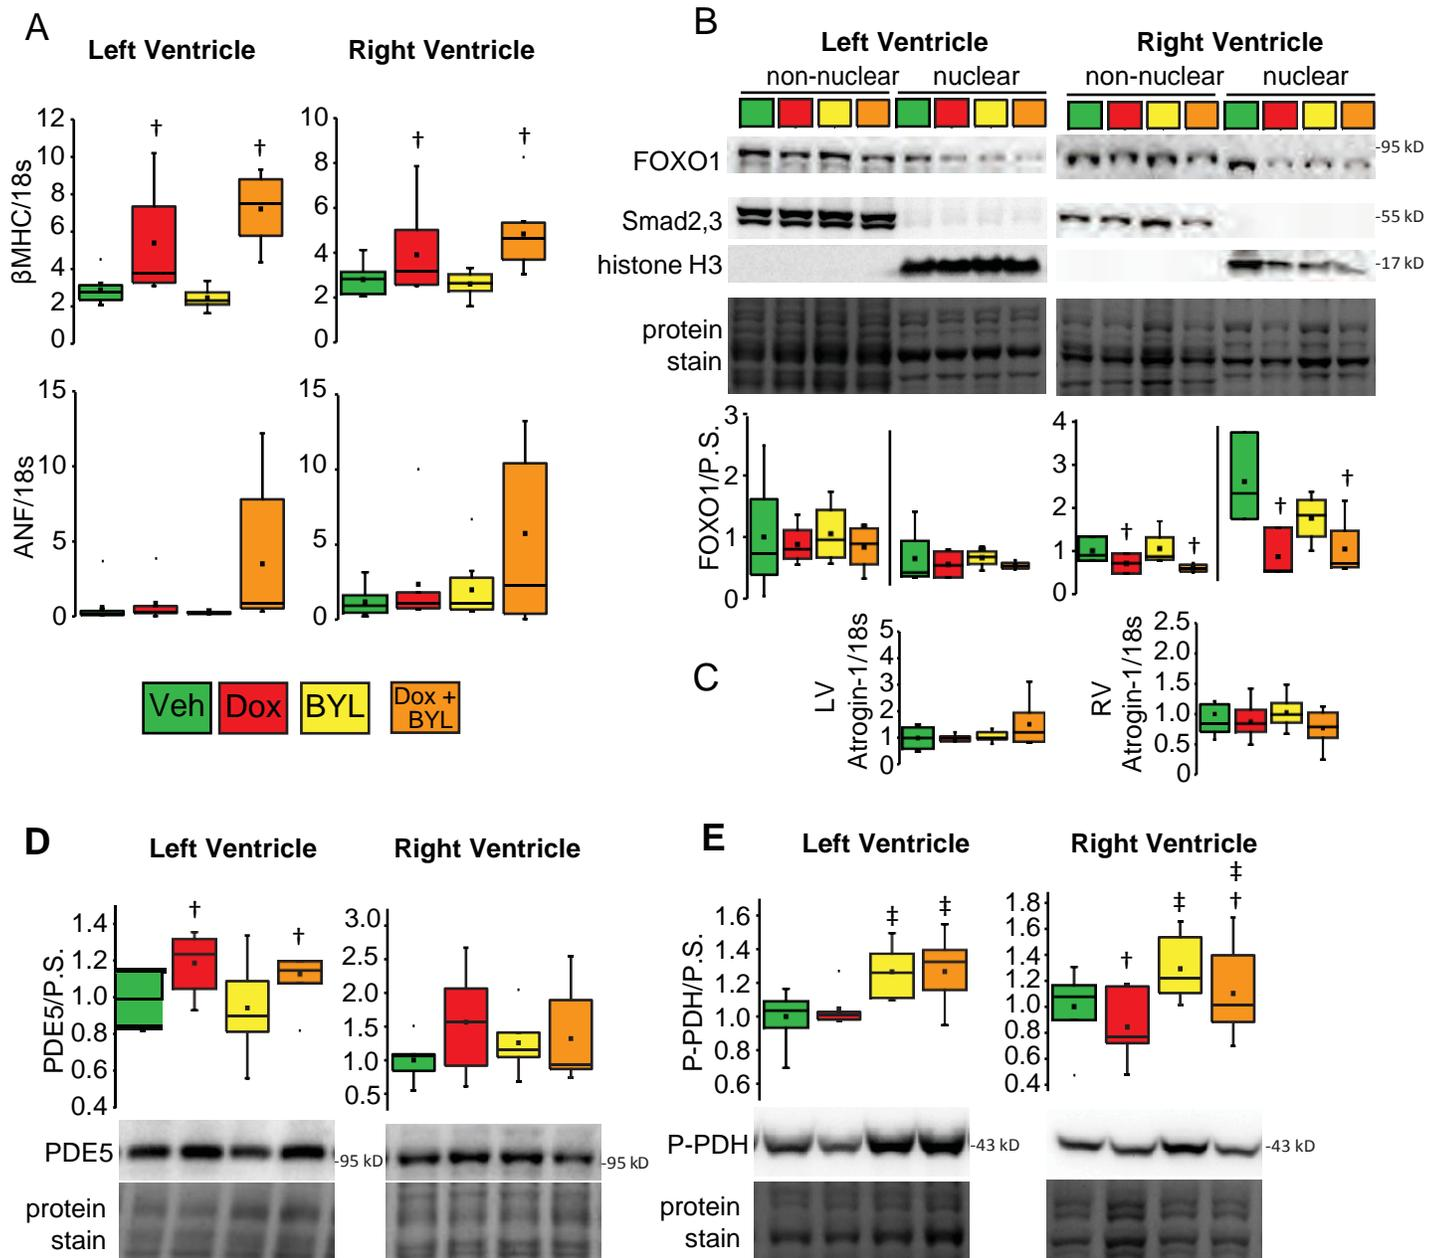 A
Left Ventricle
Right Ventricle
βMHC/18s
12
10
8
6
4
2
0
†
†
10
8
6
4
2
0
†
†
ANF/18s
15
10
5
0
15
10
5
0
Veh
Dox
BYL
Dox +
BYL
B
Left Ventricle
Right Ventricle
non-nuclear
nuclear
non-nuclear
nuclear
FOXO1
-95 kD
Smad2,3
-55 kD
histone H3
-17 kD
protein
stain
FOXO1/P.S.
3
2
1
0
4
3
2
1
0
†
†
†
†
C
LV
Atrogin-1/18s
5
4
3
2
1
0
RV
Atrogin-1/18s
2.5
2.0
1.5
1.0
0.5
0
D
Left Ventricle
Right Ventricle
PDE5/P.S.
1.4
1.2
1.0
0.8
0.6
0.4
†
†
3.0
2.5
2.0
1.5
1.0
0.5
PDE5
-95 kD
-95 kD
protein
stain
E
Left Ventricle
Right Ventricle
P-PDH/P.S.
1.6
1.4
1.2
1.0
0.8
0.6
‡
‡
1.8
1.6
1.4
1.2
1.0
0.8
0.6
0.4
†
‡
‡
†
P-PDH
-43 kD
-43 kD
protein
stain